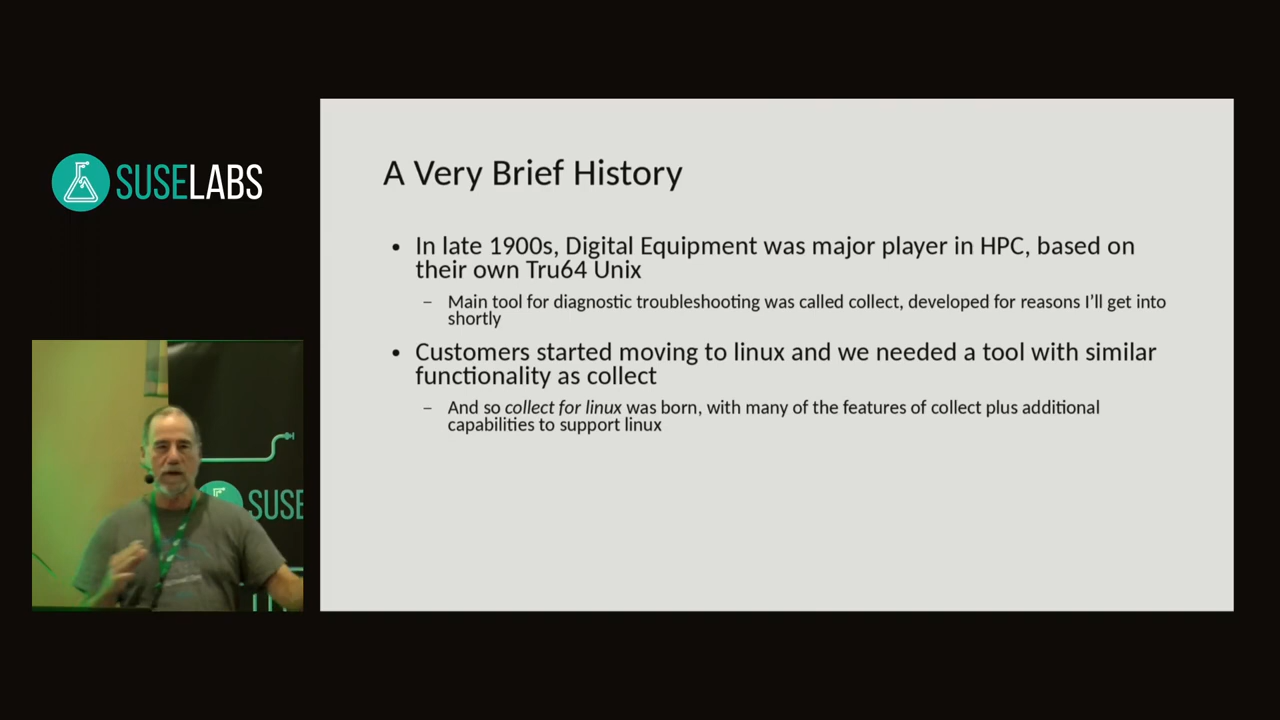 SUSELABS
A Very Brief History
• In late 1900s, Digital Equipment was major player in HPC, based on
their own Tru64 Unix
– Main tool for diagnostic troubleshooting was called collect, developed for reasons I'll get into
shortly
• Customers started moving to linux and we needed a tool with similar
functionality as collect
– And so collect for linux was born, with many of the features of collect plus additional
capabilities to support linux
SUSE